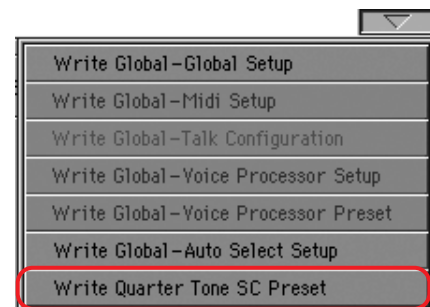 Write Global-Global Setup
Write Global-Midi Setup
Write Global-Talk Configuration
Write Global-Voice Processor Setup
Write Global-Voice Processor Preset
Write Global-Auto Select Setup
Write Quarter Tone SC Preset